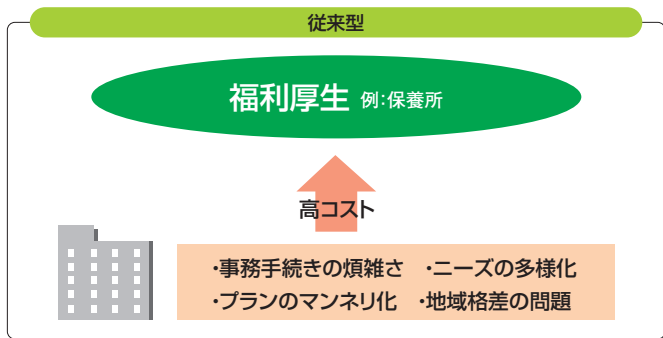 従来型
福利厚生 例：保養所
高コスト
・事務手続きの煩雑さ ・ニーズの多様化
・プランのマンネリ化 ・地域格差の問題